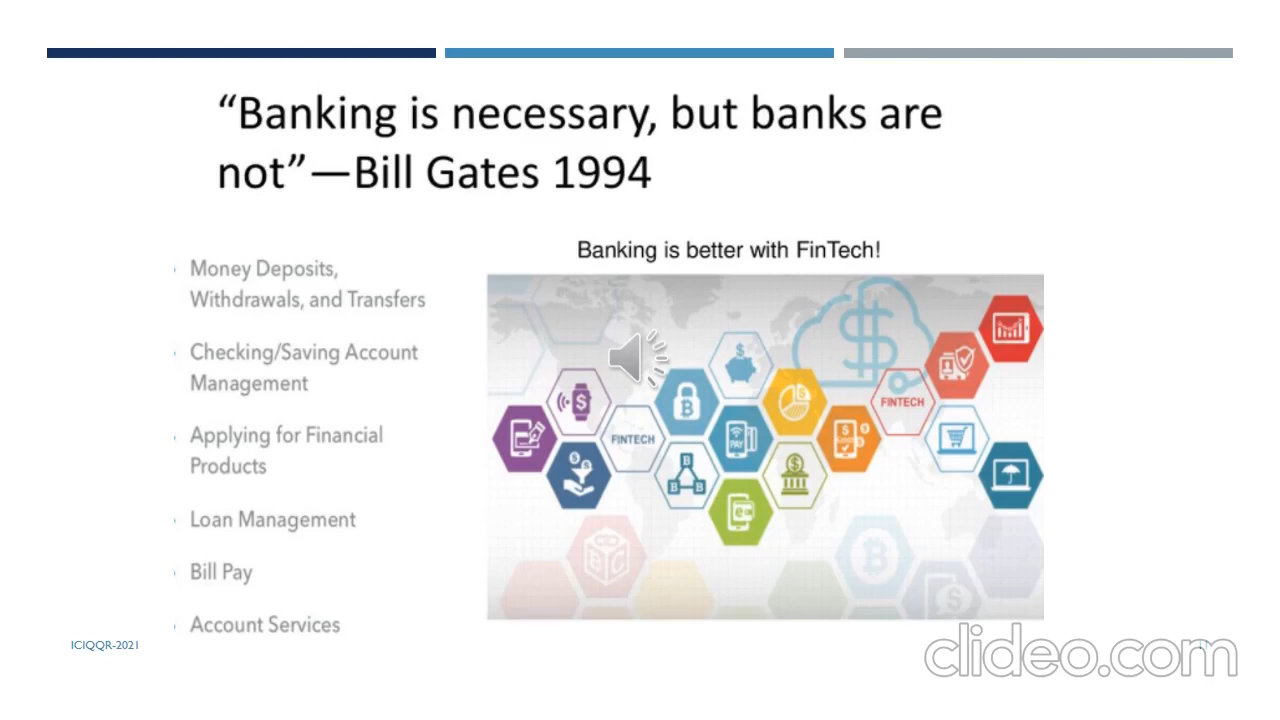 “Banking is necessary, but banks are
not”—Bill Gates 1994
Banking is better with FinTech!
Money Deposits,
Withdrawals, and Transfers
Checking/Saving Account
Management
Applying for Financial
Products
Loan Management
Bill Pay
Account Services
FINTECH
FINTECH
PAY
ICIQQR-2021
clideo.com